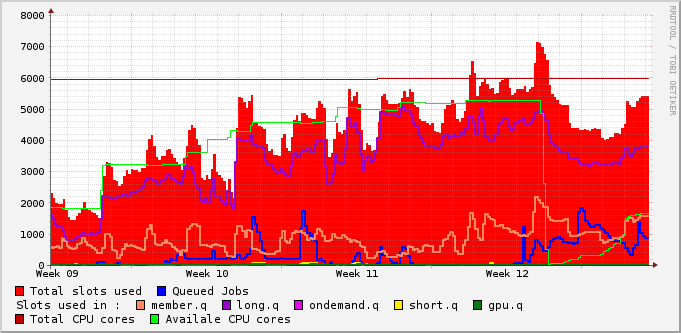 RRDTOOL / TOBI OETIKER
8000
7000
6000
5000
4000
3000
2000
1000
0
Week 09 Week 10 Week 11 Week 12
Total slots used Queued Jobs
Slots used in : member.q long.q ondemand.q short.q gpu.q
Total CPU cores Availale CPU cores